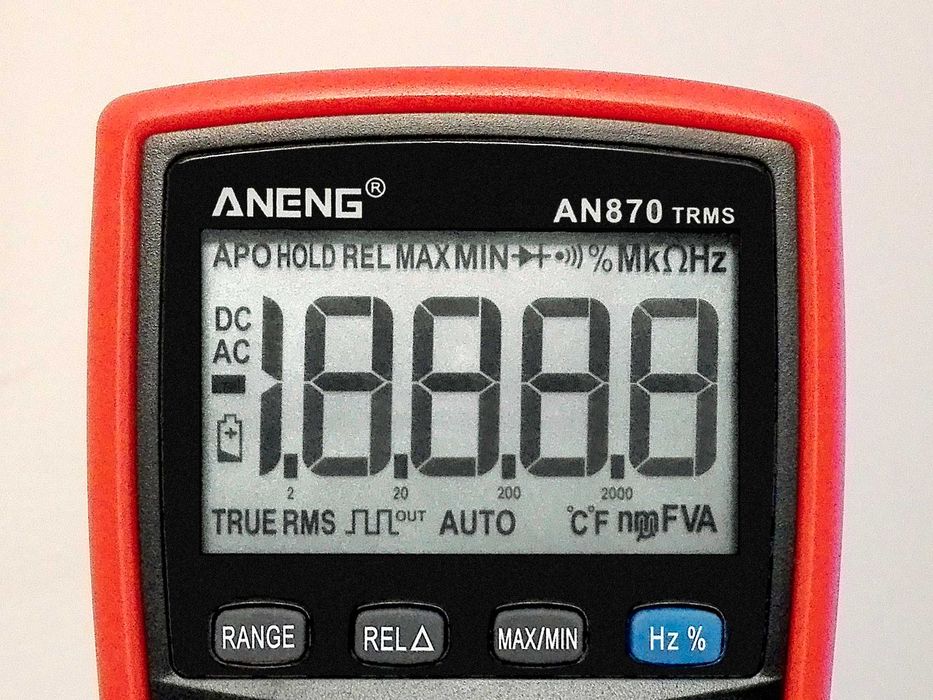 ANENG®
AN870 TRMS
APO HOLD REL MAX MIN % MkΩHz
DC
AC
-1.8.8.8.8
2 20 200 2000
TRUE RMS OUT AUTO °C°F nmµFVA
RANGE REL△ MAX/MIN Hz %